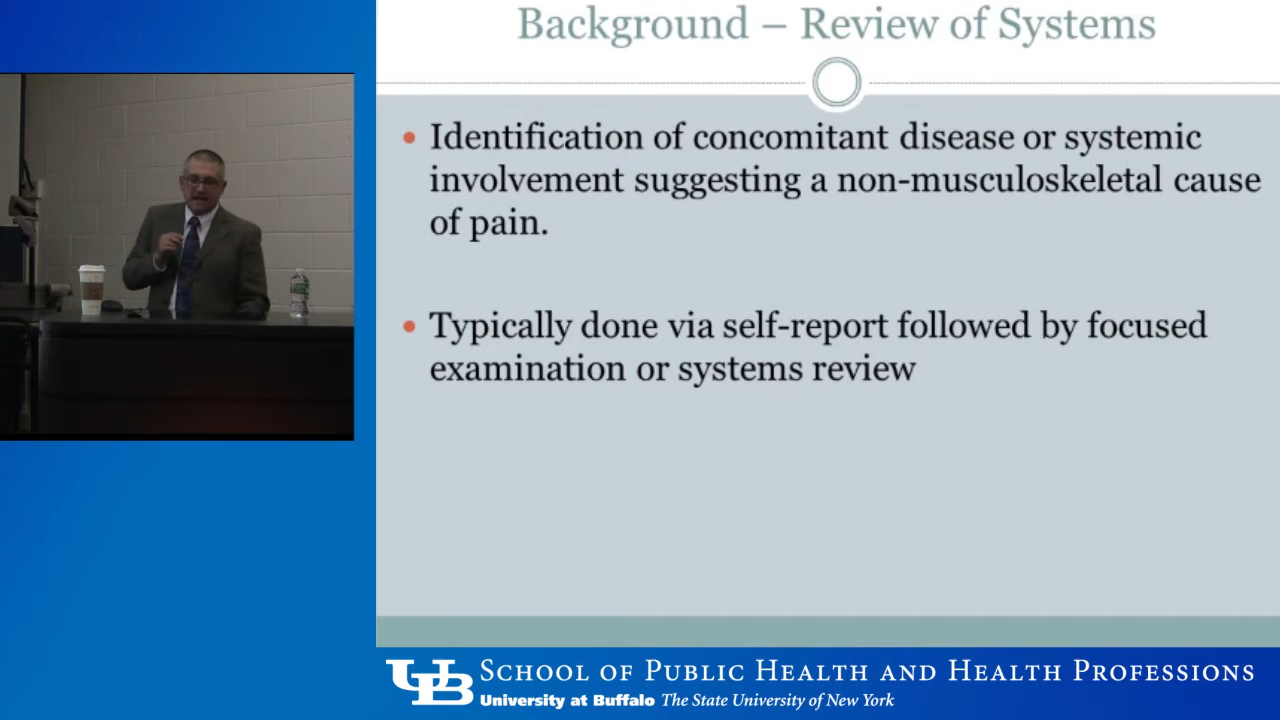 Background – Review of Systems
• Identification of concomitant disease or systemic
involvement suggesting a non-musculoskeletal cause
of pain.
• Typically done via self-report followed by focused
examination or systems review
UB SCHOOL OF PUBLIC HEALTH AND HEALTH PROFESSIONS
University at Buffalo The State University of New York